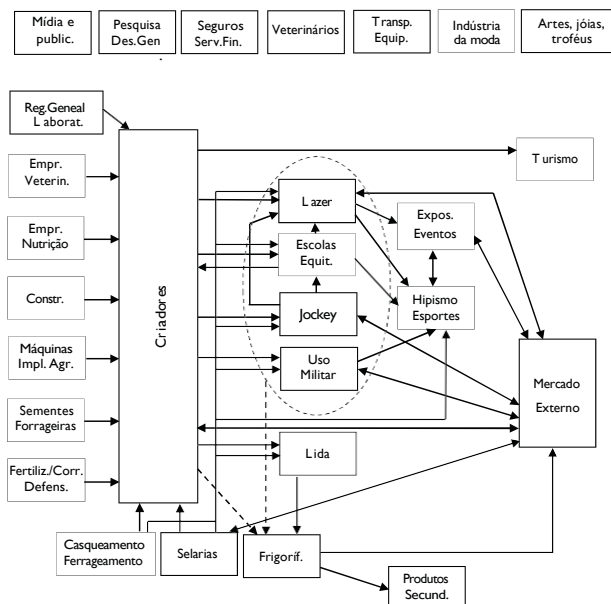 Mídia e
public.
Pesquisa
Des.Gen
Seguros
Serv.Fin.
Veterinários
Transp.
Equip.
Indústria
da moda
Artes, jóias,
troféus
Reg.Geneal
Laborat.
Empr.
Veterin.
Empr.
Nutrição
Constr.
Máquinas
Impl. Agr.
Sementes
Forrageiras
Fertiliz./Corr.
Defens.
Criadores
Turismo
Lazer
Expos.
Eventos
Escolas
Equit.
Hipismo
Esportes
Jockey
Uso
Militar
Mercado
Externo
Lida
Casqueamento
Ferrageamento
Selarias
Frigoríf.
Produtos
Secund.